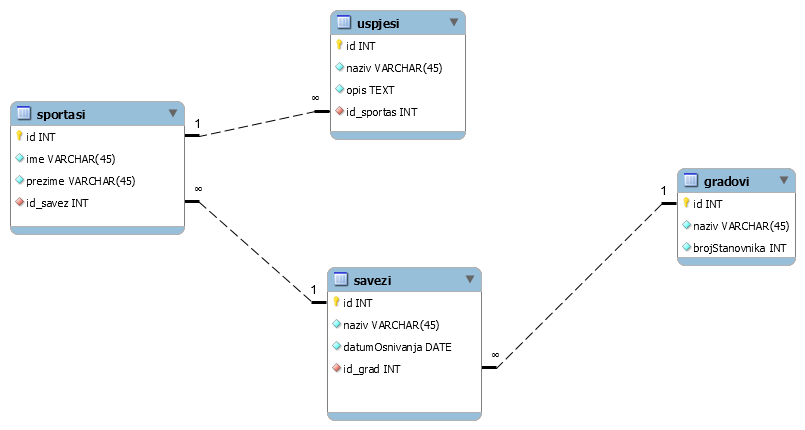 uspjesi
id INT
naziv VARCHAR(45)
opis TEXT
id_sportas INT
∞
1
sportasi
id INT
ime VARCHAR(45)
prezime VARCHAR(45)
id_savez INT
∞
gradovi
id INT
naziv VARCHAR(45)
brojStanovnika INT
1
savezi
id INT
naziv VARCHAR(45)
datumOsnivanja DATE
id_grad INT
1
∞